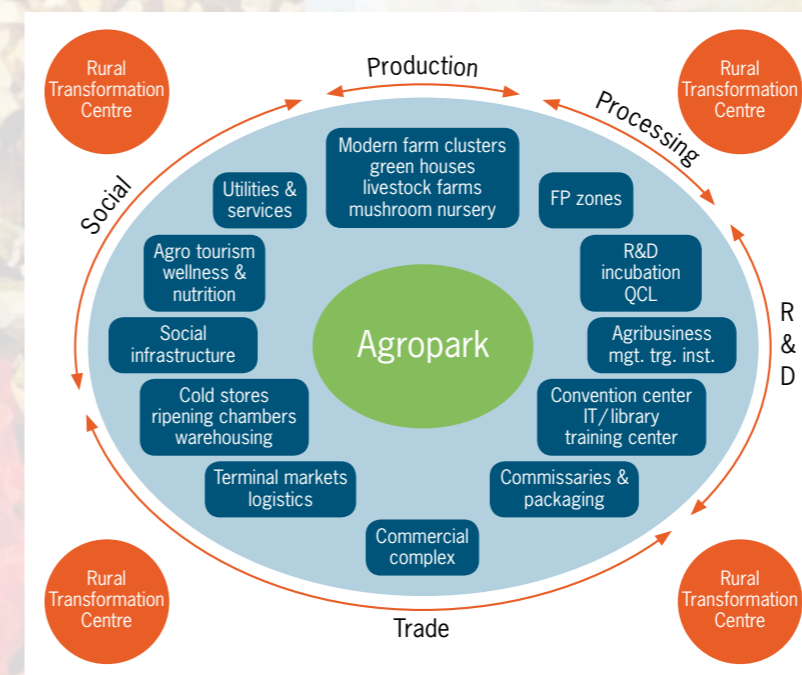 Rural
Transformation
Centre
Production
Rural
Transformation
Centre
Processing
Social
Modern farm clusters
green houses
livestock farms
mushroom nursery
Utilities &
services
FP zones
Agro tourism
wellness &
nutrition
R&D
incubation
QCL
Social
infrastructure
Agropark
Agribusiness
mgt. trg. inst.
R
&
D
Cold stores
ripening chambers
warehousing
Convention center
IT/library
training center
Terminal markets
logistics
Commissaries &
packaging
Commercial
complex
Rural
Transformation
Centre
Trade
Rural
Transformation
Centre